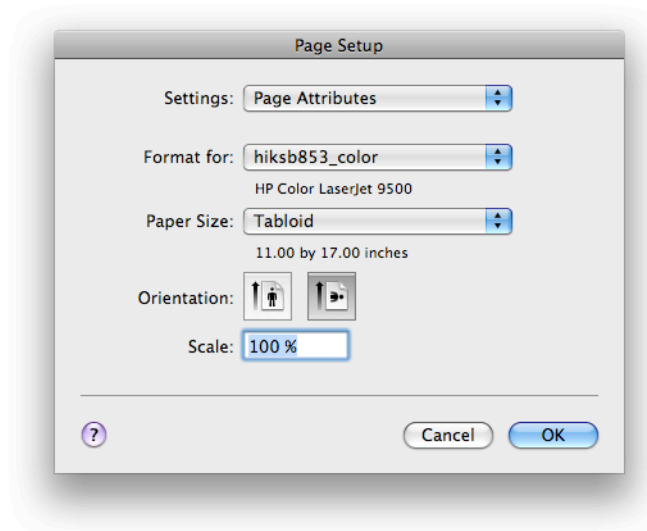 Page Setup
Settings: Page Attributes
Format for: hiksb853_color
HP Color LaserJet 9500
Paper Size: Tabloid
11.00 by 17.00 inches
Orientation:
Scale: 100 %
? Cancel OK